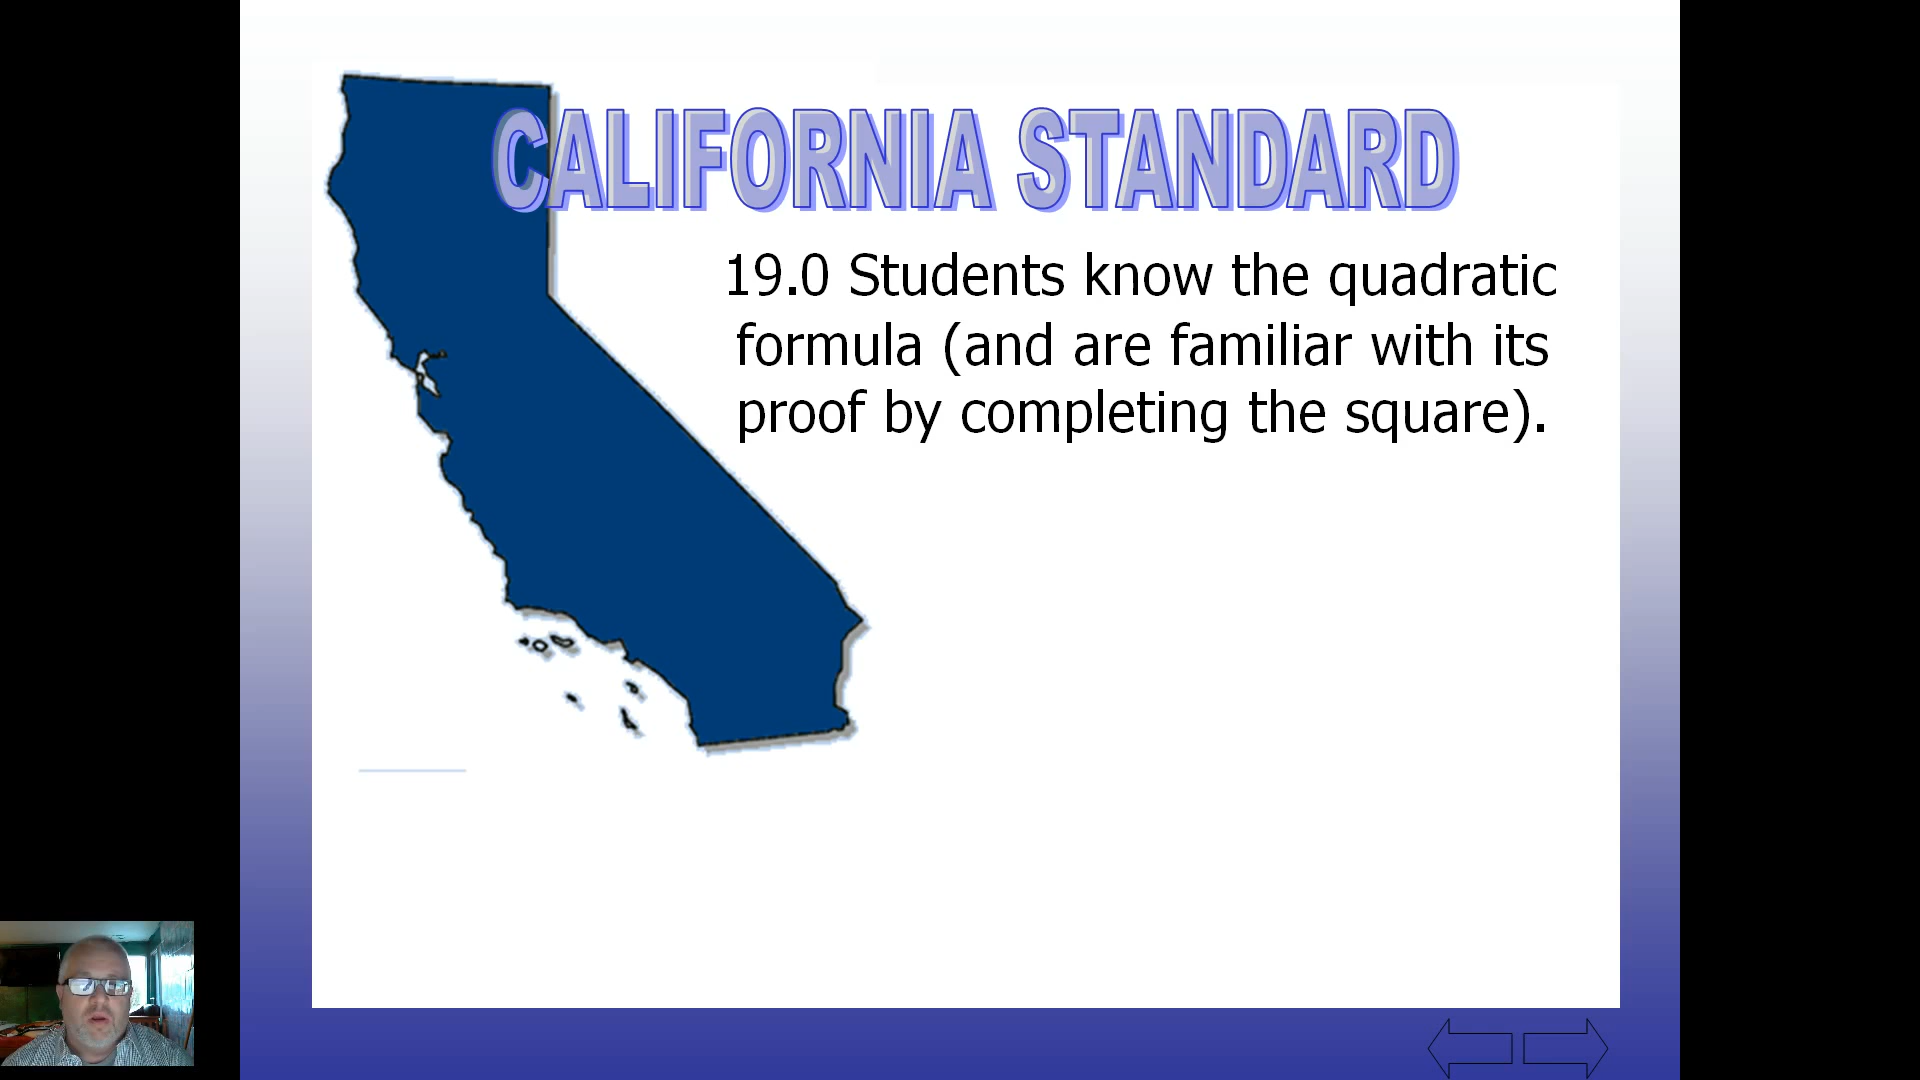 CALIFORNIA STANDARD
19.0 Students know the quadratic
formula (and are familiar with its
proof by completing the square).